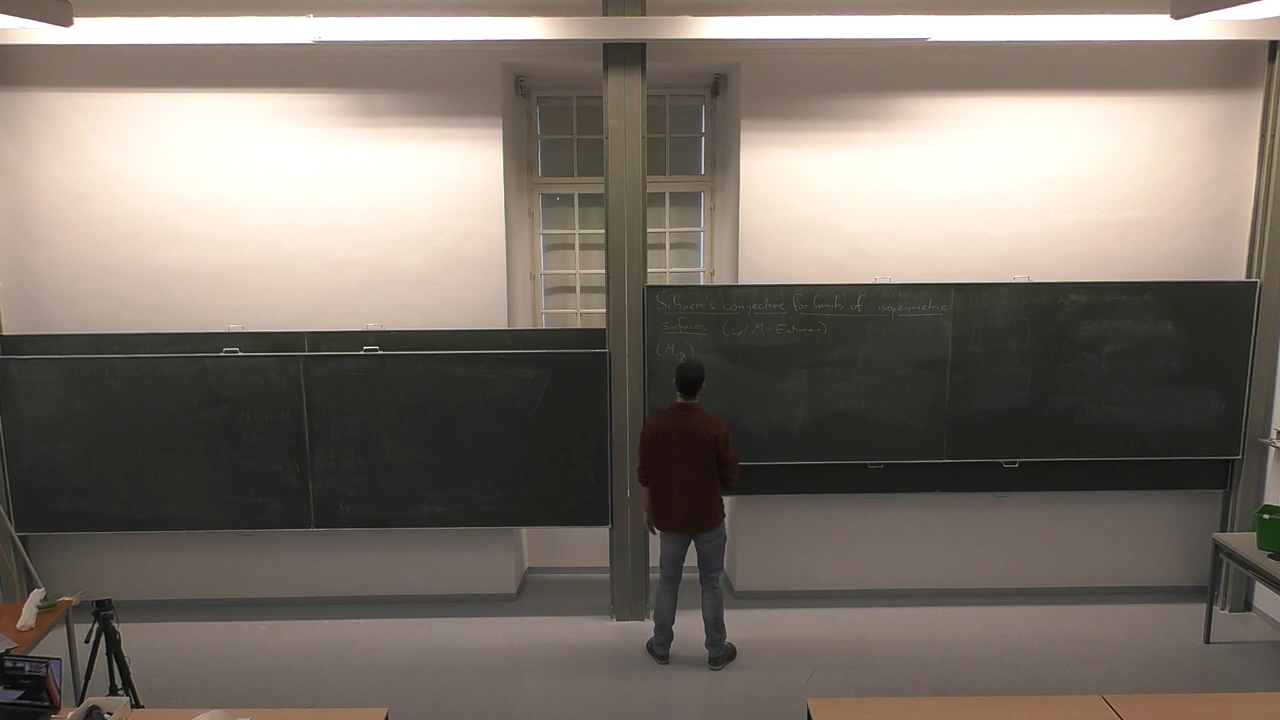 Schoen's conjecture for limits of isoperimetric
surfaces (w/ M. Eichmair)
(M, g)